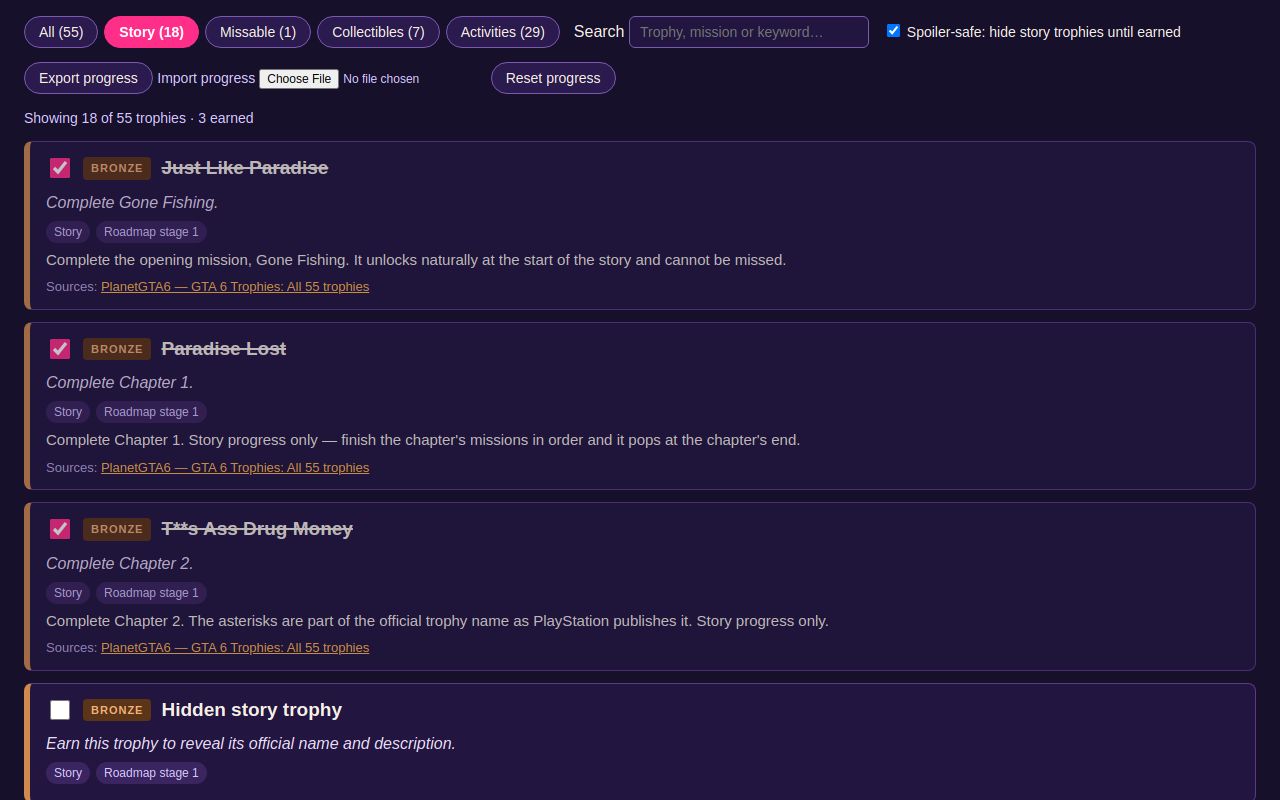 All (55) Story (18) Missable (1) Collectibles (7) Activities (29) Search Trophy, mission or keyword… Spoiler-safe: hide story trophies until earned
Export progress Import progress Choose File No file chosen Reset progress
Showing 18 of 55 trophies · 3 earned
BRONZE Just Like Paradise
Complete Gone Fishing.
Story Roadmap stage 1
Complete the opening mission, Gone Fishing. It unlocks naturally at the start of the story and cannot be missed.
Sources: PlanetGTA6 — GTA 6 Trophies: All 55 trophies
BRONZE Paradise Lost
Complete Chapter 1.
Story Roadmap stage 1
Complete Chapter 1. Story progress only — finish the chapter's missions in order and it pops at the chapter's end.
Sources: PlanetGTA6 — GTA 6 Trophies: All 55 trophies
BRONZE T**s Ass Drug Money
Complete Chapter 2.
Story Roadmap stage 1
Complete Chapter 2. The asterisks are part of the official trophy name as PlayStation publishes it. Story progress only.
Sources: PlanetGTA6 — GTA 6 Trophies: All 55 trophies
BRONZE Hidden story trophy
Earn this trophy to reveal its official name and description.
Story Roadmap stage 1